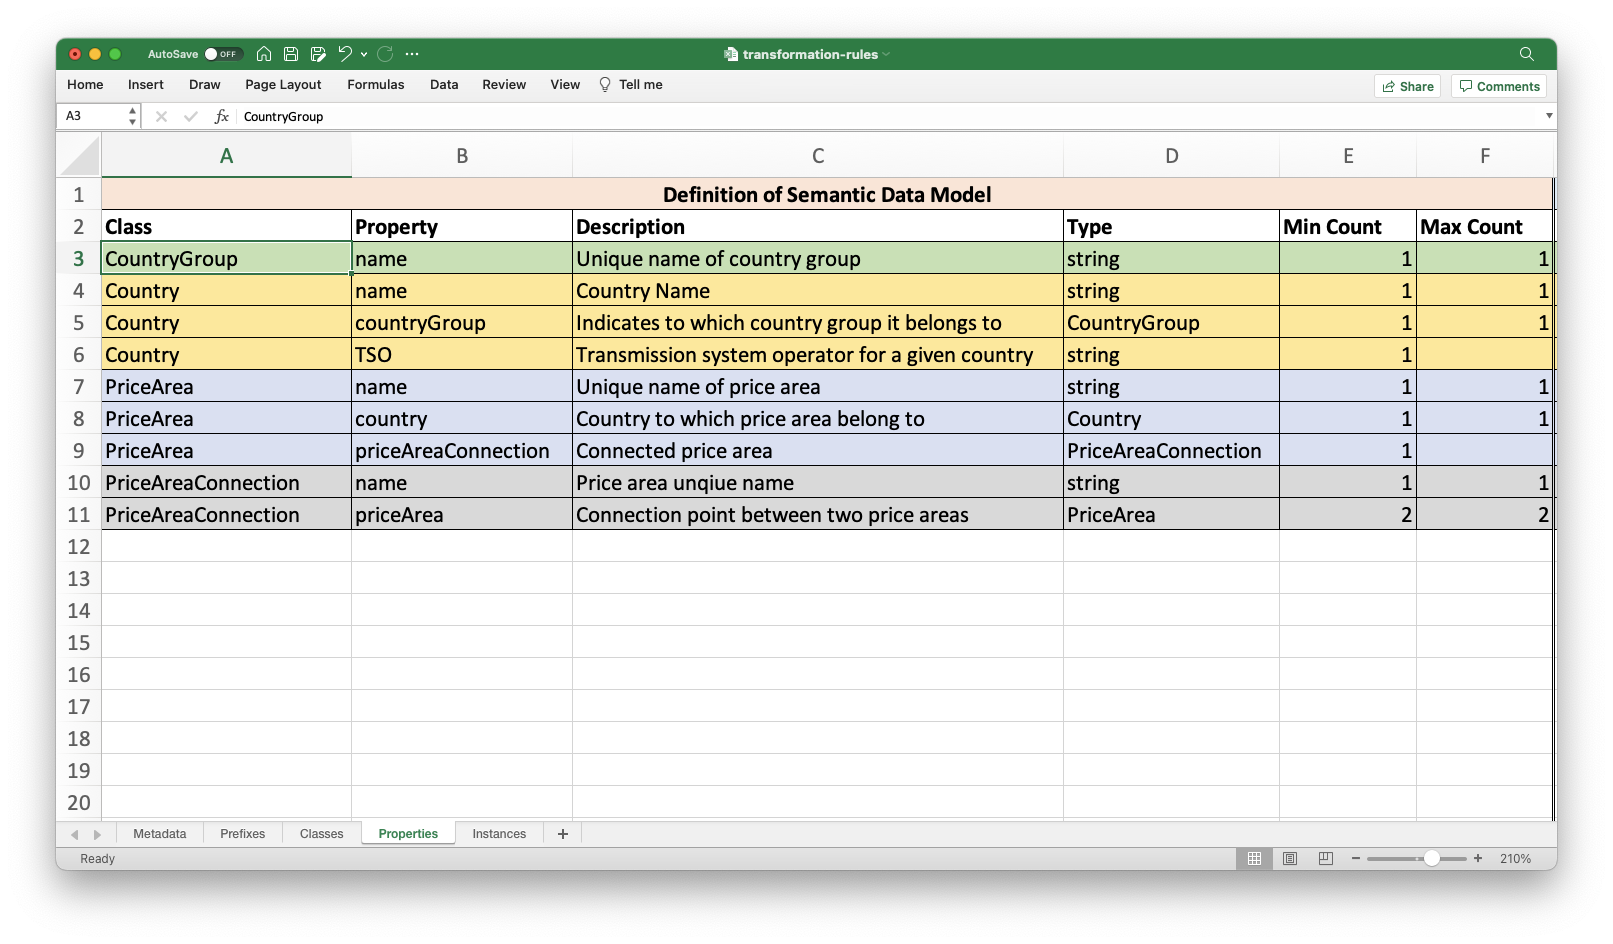 AutoSave OFF transformation-rules
Home Insert Draw Page Layout Formulas Data Review View Tell me Share Comments
A3 fx CountryGroup
A B C D E F
1 Definition of Semantic Data Model
2 Class Property Description Type Min Count Max Count
3 CountryGroup name Unique name of country group string 1 1
4 Country name Country Name string 1 1
5 Country countryGroup Indicates to which country group it belongs to CountryGroup 1 1
6 Country TSO Transmission system operator for a given country string 1
7 PriceArea name Unique name of price area string 1 1
8 PriceArea country Country to which price area belong to Country 1 1
9 PriceArea priceAreaConnection Connected price area PriceAreaConnection 1
10 PriceAreaConnection name Price area unqiue name string 1 1
11 PriceAreaConnection priceArea Connection point between two price areas PriceArea 2 2
12
13
14
15
16
17
18
19
20
Metadata Prefixes Classes Properties Instances +
Ready 210%